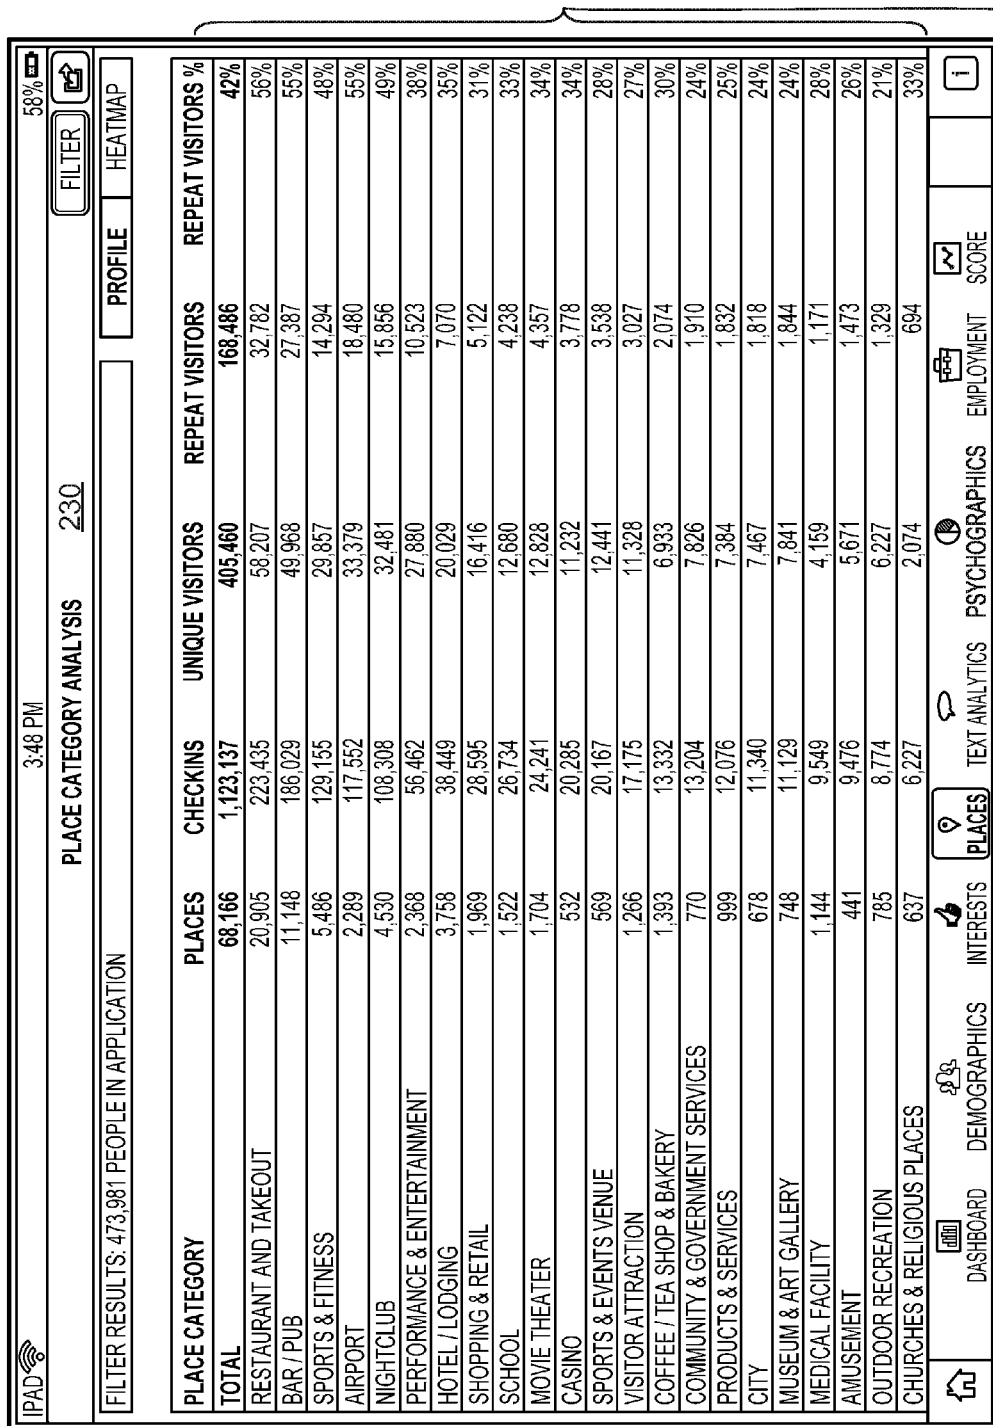 IPAD 3:48 PM 58%
PLACE CATEGORY ANALYSIS 230 FILTER
FILTER RESULTS: 473,981 PEOPLE IN APPLICATION PROFILE HEATMAP
PLACE CATEGORY PLACES CHECKINS UNIQUE VISITORS REPEAT VISITORS REPEAT VISITORS %
TOTAL 68,166 1,123,137 405,460 168,486 42%
RESTAURANT AND TAKEOUT 20,905 223,435 58,207 32,782 56%
BAR / PUB 11,148 186,029 49,968 27,387 55%
SPORTS & FITNESS 5,486 129,155 29,857 14,294 48%
AIRPORT 2,289 117,552 33,379 18,480 55%
NIGHTCLUB 4,530 108,308 32,481 15,856 49%
PERFORMANCE & ENTERTAINMENT 2,368 56,462 27,880 10,523 38%
HOTEL / LODGING 3,758 38,449 20,029 7,070 35%
SHOPPING & RETAIL 1,969 28,595 16,416 5,122 31%
SCHOOL 1,522 26,734 12,680 4,238 33%
MOVIE THEATER 1,704 24,241 12,828 4,357 34%
CASINO 532 20,285 11,232 3,778 34%
SPORTS & EVENTS VENUE 569 20,167 12,441 3,538 28%
VISITOR ATTRACTION 1,266 17,175 11,328 3,027 27%
COFFEE / TEA SHOP & BAKERY 1,393 13,332 6,933 2,074 30%
COMMUNITY & GOVERNMENT SERVICES 770 13,204 7,826 1,910 24%
PRODUCTS & SERVICES 999 12,076 7,384 1,832 25%
CITY 678 11,340 7,467 1,818 24%
MUSEUM & ART GALLERY 748 11,129 7,841 1,844 24%
MEDICAL FACILITY 1,144 9,549 4,159 1,171 28%
AMUSEMENT 441 9,476 5,671 1,473 26%
OUTDOOR RECREATION 785 8,774 6,227 1,329 21%
CHURCHES & RELIGIOUS PLACES 637 6,227 2,074 694 33%
DASHBOARD DEMOGRAPHICS INTERESTS PLACES TEXT ANALYTICS PSYCHOGRAPHICS EMPLOYMENT SCORE i